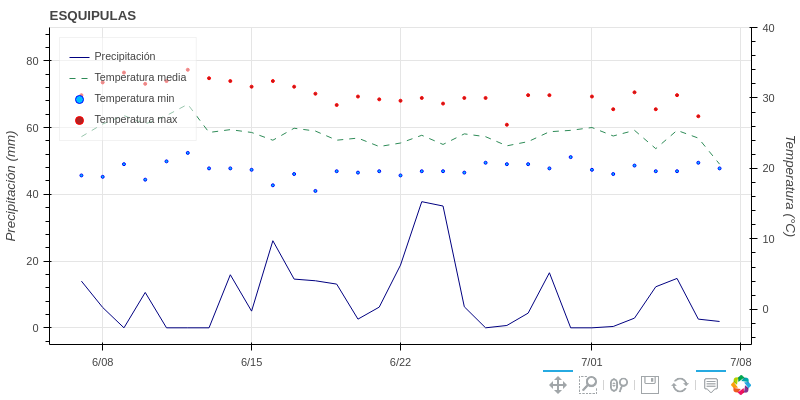 ESQUIPULAS
Precipitación
Temperatura media
Temperatura min
Temperatura max
Precipitación (mm)
80
60
40
20
0
Temperatura (°C)
40
30
20
10
0
6/08
6/15
6/22
7/01
7/08